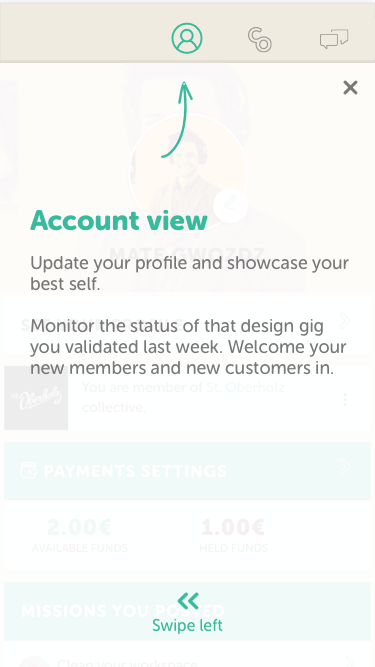 Account view
MATE GWOZDZ
Update your profile and showcase your
best self.
Monitor the status of that design gig
you validated last week. Welcome your
new members and new customers in.
You are member of St. Oberholz
collective.
PAYMENTS SETTINGS
2.00€
1.00€
AVAILABLE FUNDS
HELD FUNDS
MISSIONS YOU POSTED
Swipe left
Clean your workspace